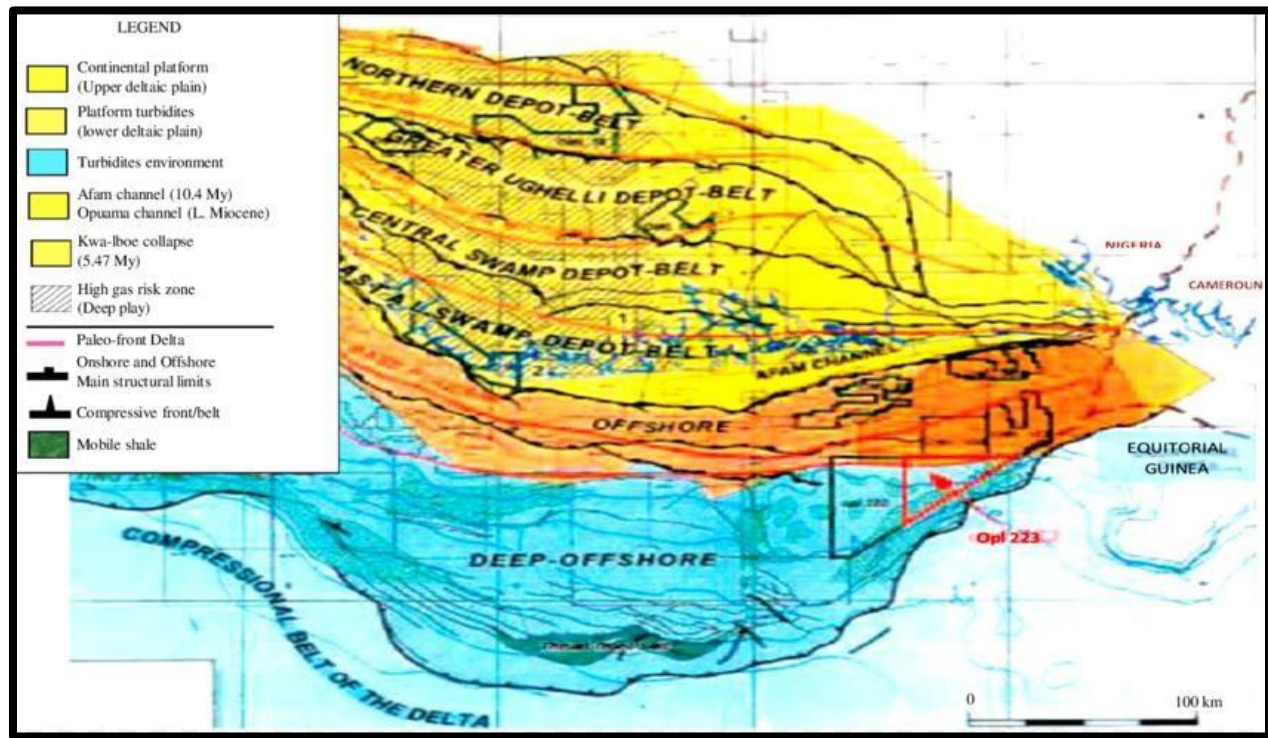 LEGEND
Continental platform
(Upper deltaic plain)
Platform turbidites
(lower deltaic plain)
Turbidites environment
Afam channel (10.4 My)
Opuama channel (L. Miocene)
Kwa-lboe collapse
(5.47 My)
High gas risk zone
(Deep play)
Paleo-front Delta
Onshore and Offshore
Main structural limits
Compressive front/belt
Mobile shale
NORTHERN DEPOT-BELT
GREATER UGHELLI DEPOT-BELT
CENTRAL SWAMP DEPOT-BELT
ASTAL SWAMP DEPOT-BELT
1
2
AFAM CHANNEL
OFFSHORE
NIGERIA
CAMEROUN
EQUITORIAL
GUINEA
Opl 223
DEEP-OFFSHORE
COMPRESSIONAL BELT OF THE DELTA
0
100 km